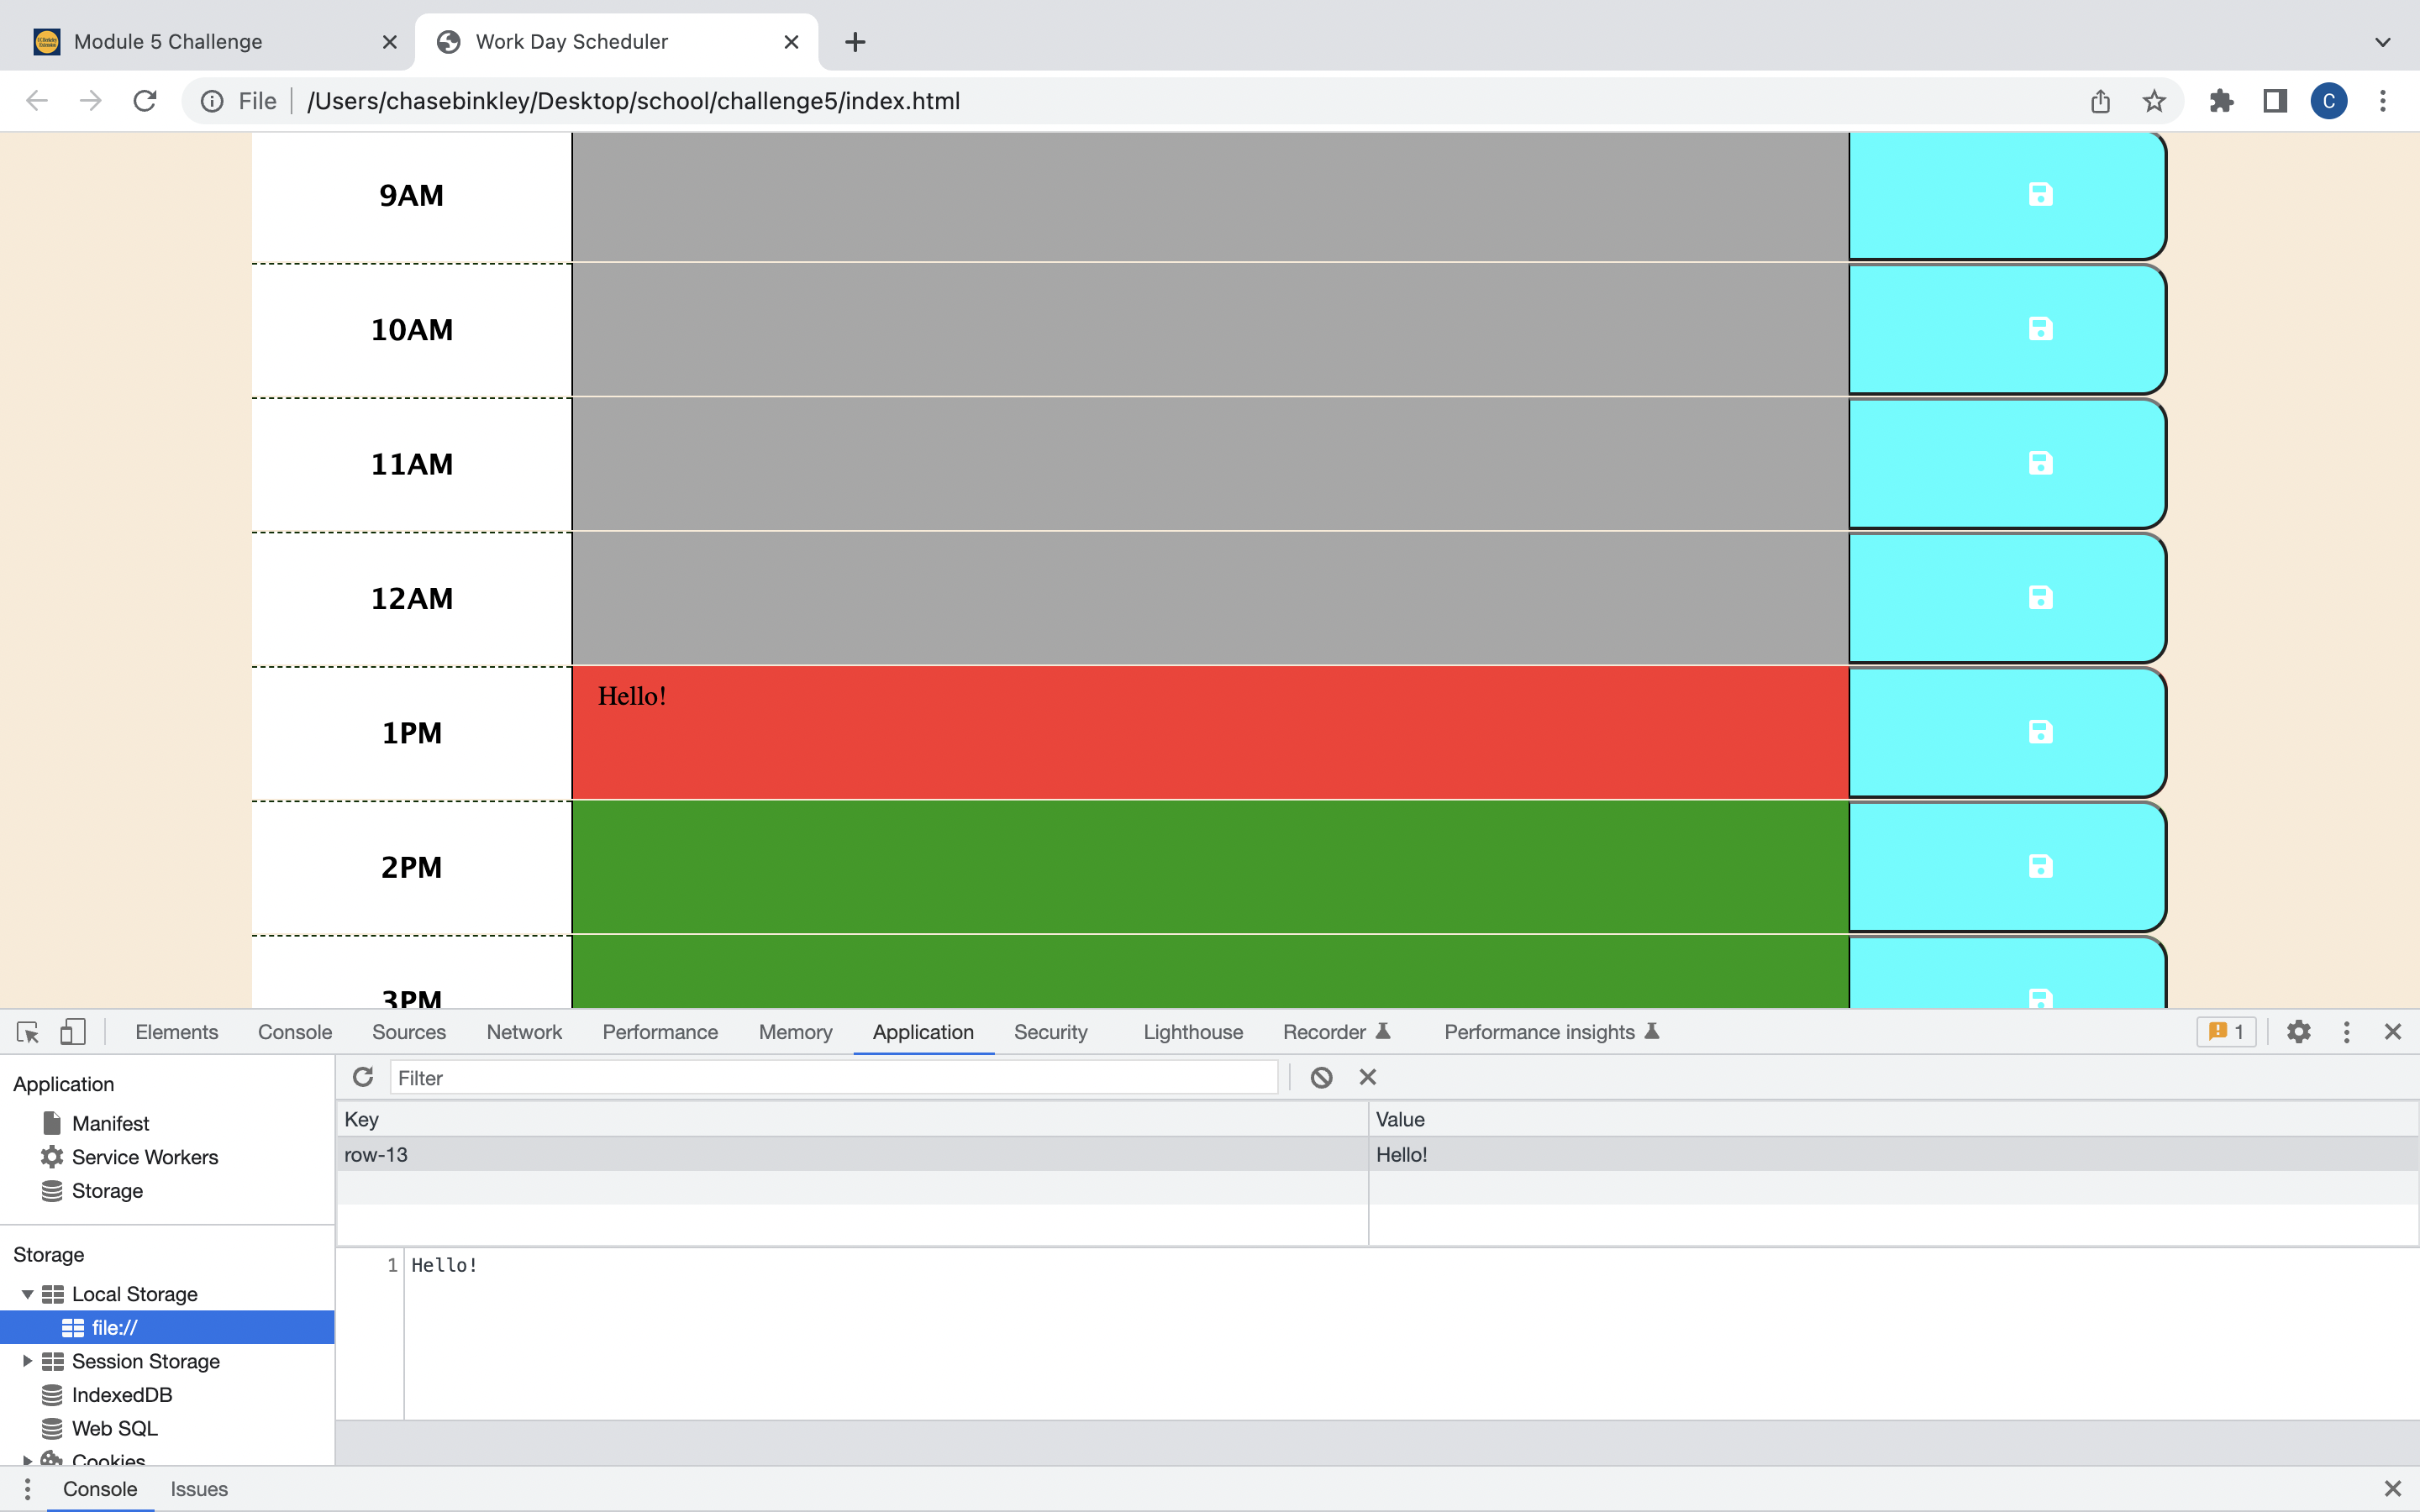 Module 5 Challenge
Work Day Scheduler
File
/Users/chasebinkley/Desktop/school/challenge5/index.html
C
9AM
10AM
11AM
12AM
1PM
Hello!
2PM
3PM
Elements
Console
Sources
Network
Performance
Memory
Application
Security
Lighthouse
Recorder
Performance insights
1
Application
Manifest
Service Workers
Storage
Storage
Local Storage
file://
Session Storage
IndexedDB
Web SQL
Cookies
Filter
Key
Value
row-13
Hello!
1
Hello!
Console
Issues